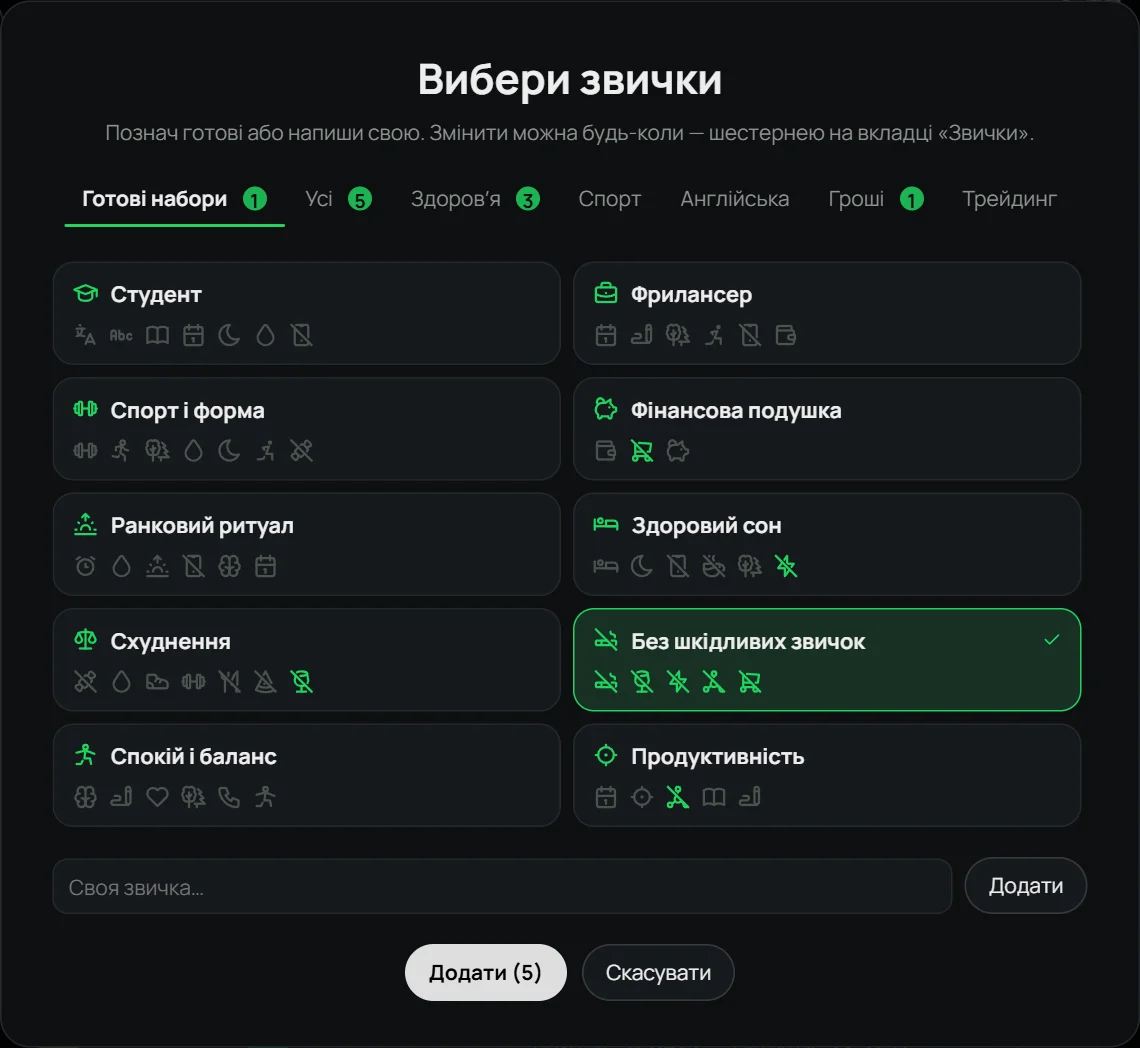 Вибери звички
Познач готові або напиши свою. Змінити можна будь-коли — шестернею на вкладці «Звички».
Готові набори 1 Усі 5 Здоров’я 3 Спорт Англійська Гроші 1 Трейдинг
Студент
Abc
Фрилансер
Спорт і форма
Фінансова подушка
Ранковий ритуал
Здоровий сон
Схуднення
Без шкідливих звичок
Спокій і баланс
Продуктивність
Своя звичка...
Додати
Додати (5)
Скасувати